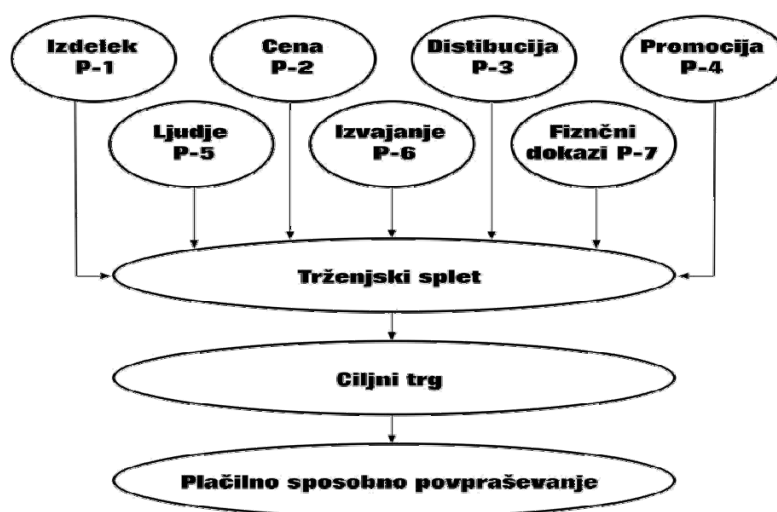 Izdelek
P-1
Cena
P-2
Distibucija
P-3
Promocija
P-4
Ljudje
P-5
Izvajanje
P-6
Fiznčni
dokazi P-7
Trženjski splet
Ciljni trg
Plačilno sposobno povpraševanje